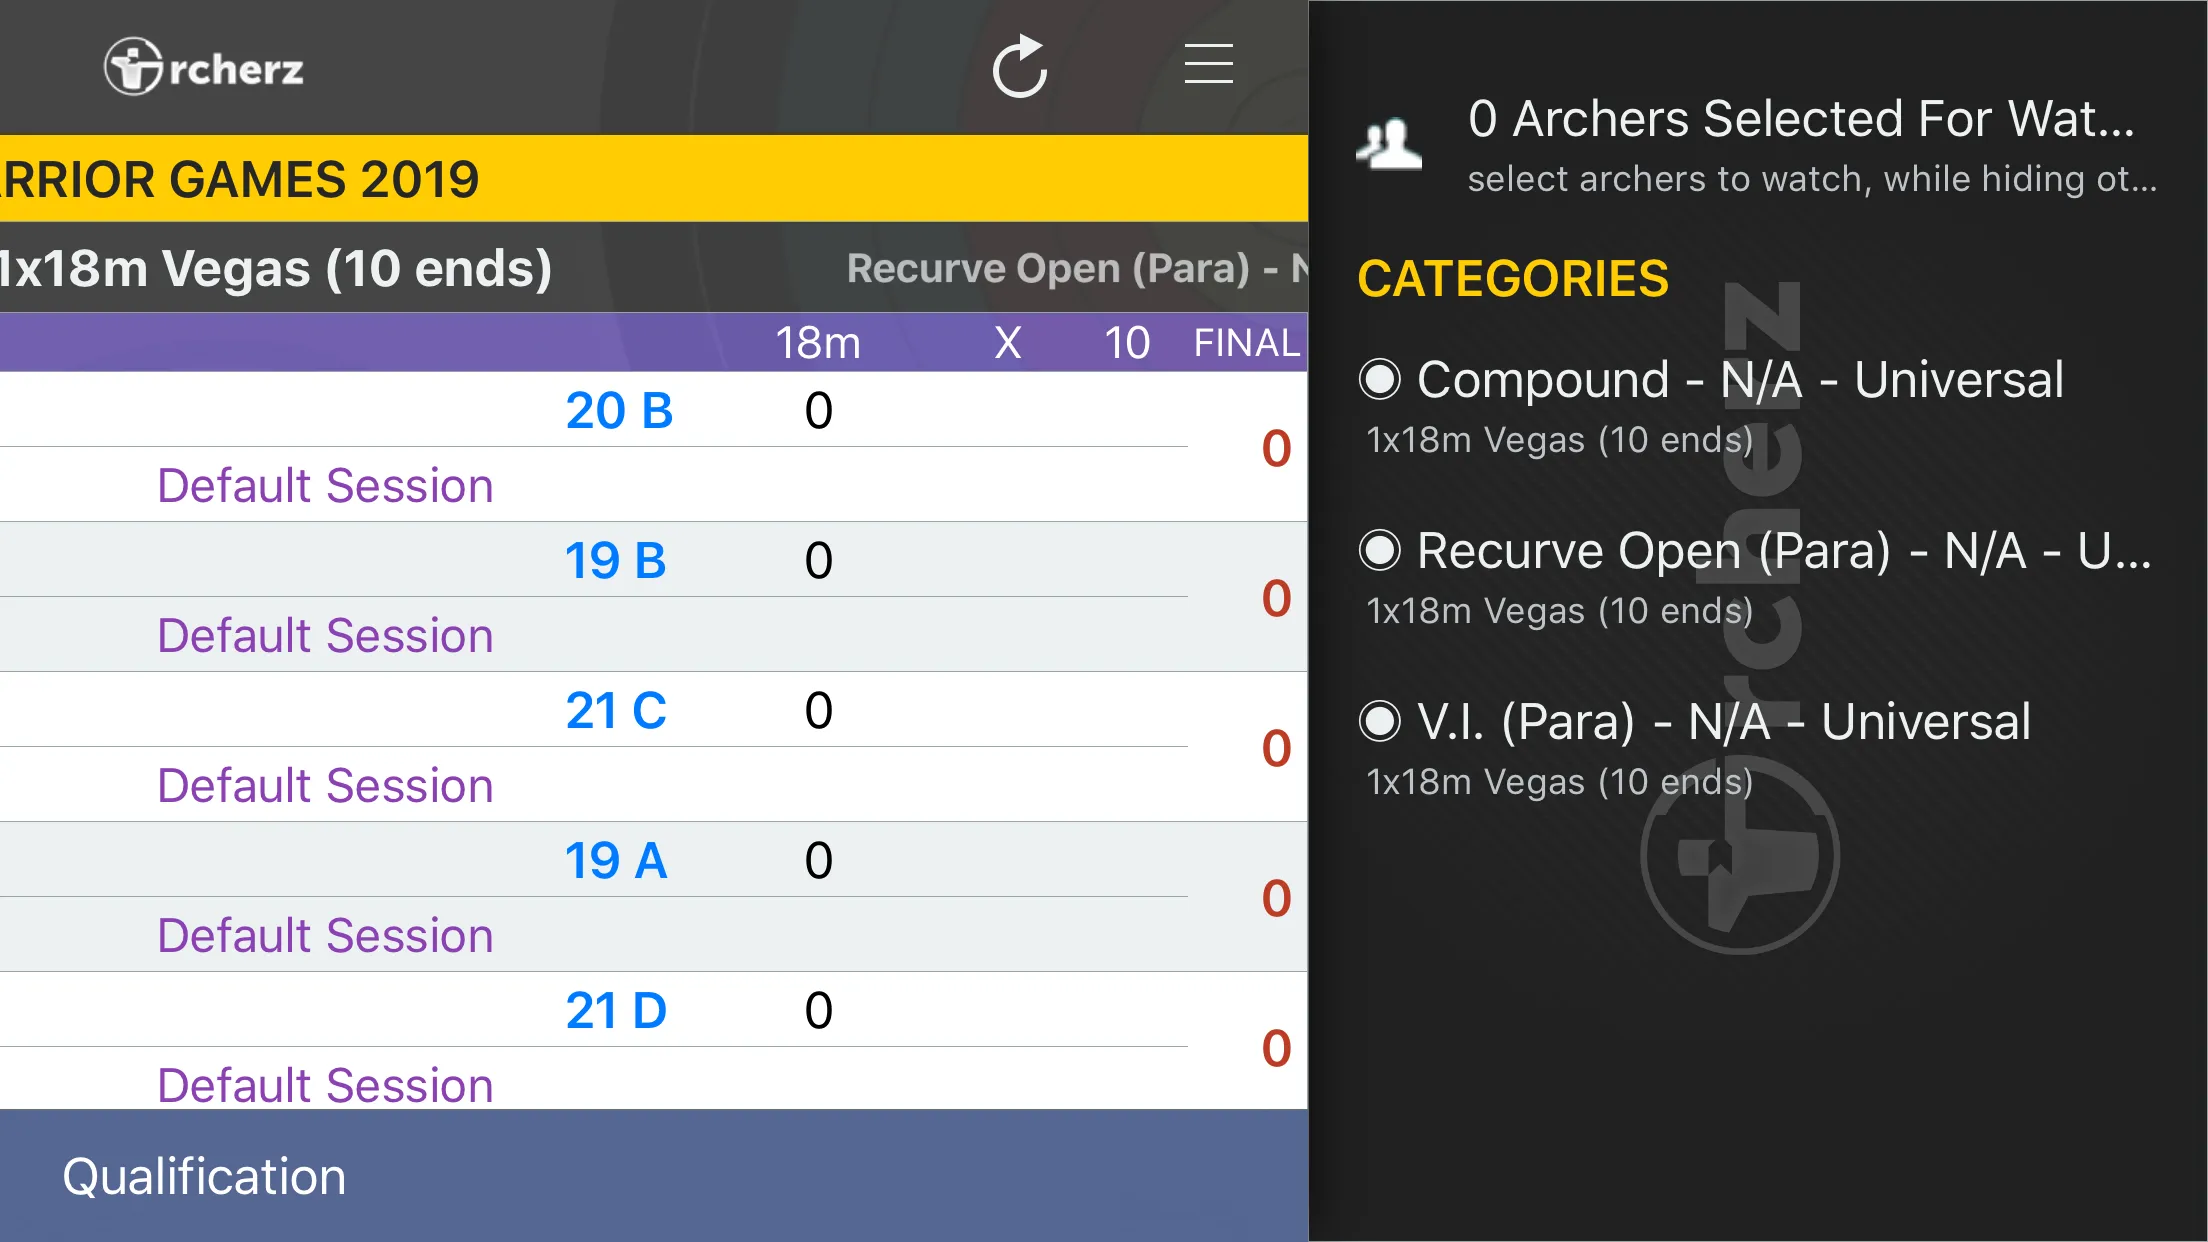 rcherz
RRIOR GAMES 2019
1x18m Vegas (10 ends)
Recurve Open (Para) -
18m X 10 FINAL
20 B 0
0
Default Session
19 B 0
0
Default Session
21 C 0
0
Default Session
19 A 0
0
Default Session
21 D 0
0
Default Session
Qualification
0 Archers Selected For Wat...
select archers to watch, while hiding ot...
CATEGORIES
Compound - N/A - Universal
1x18m Vegas (10 ends)
Recurve Open (Para) - N/A - U...
1x18m Vegas (10 ends)
V.I. (Para) - N/A - Universal
1x18m Vegas (10 ends)
rcherz